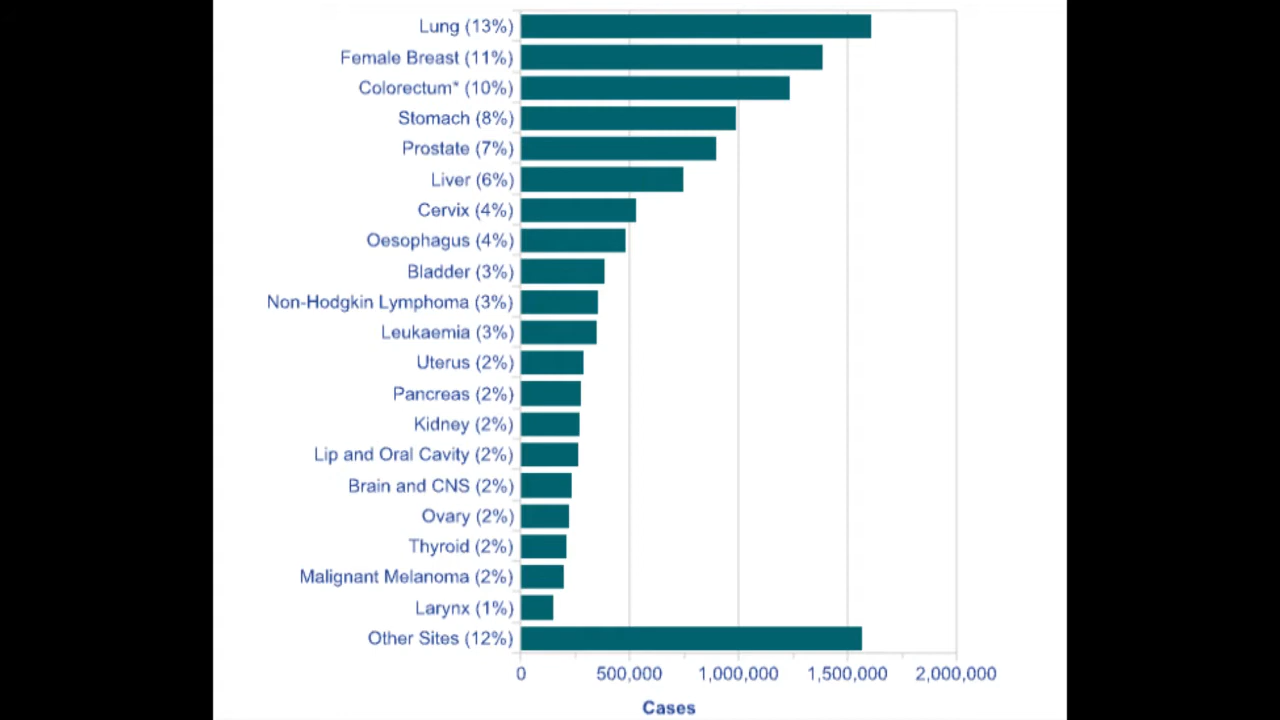 Lung (13%)
Female Breast (11%)
Colorectum* (10%)
Stomach (8%)
Prostate (7%)
Liver (6%)
Cervix (4%)
Oesophagus (4%)
Bladder (3%)
Non-Hodgkin Lymphoma (3%)
Leukaemia (3%)
Uterus (2%)
Pancreas (2%)
Kidney (2%)
Lip and Oral Cavity (2%)
Brain and CNS (2%)
Ovary (2%)
Thyroid (2%)
Malignant Melanoma (2%)
Larynx (1%)
Other Sites (12%)
0 500,000 1,000,000 1,500,000 2,000,000
Cases